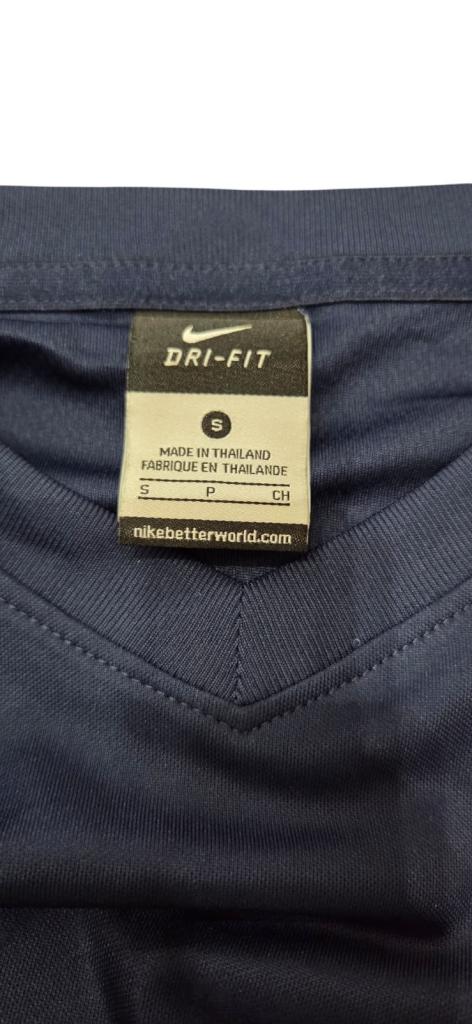 DRI-FIT
S
MADE IN THAILAND
FABRIQUE EN THAILANDE
S P CH
nikebetterworld.com